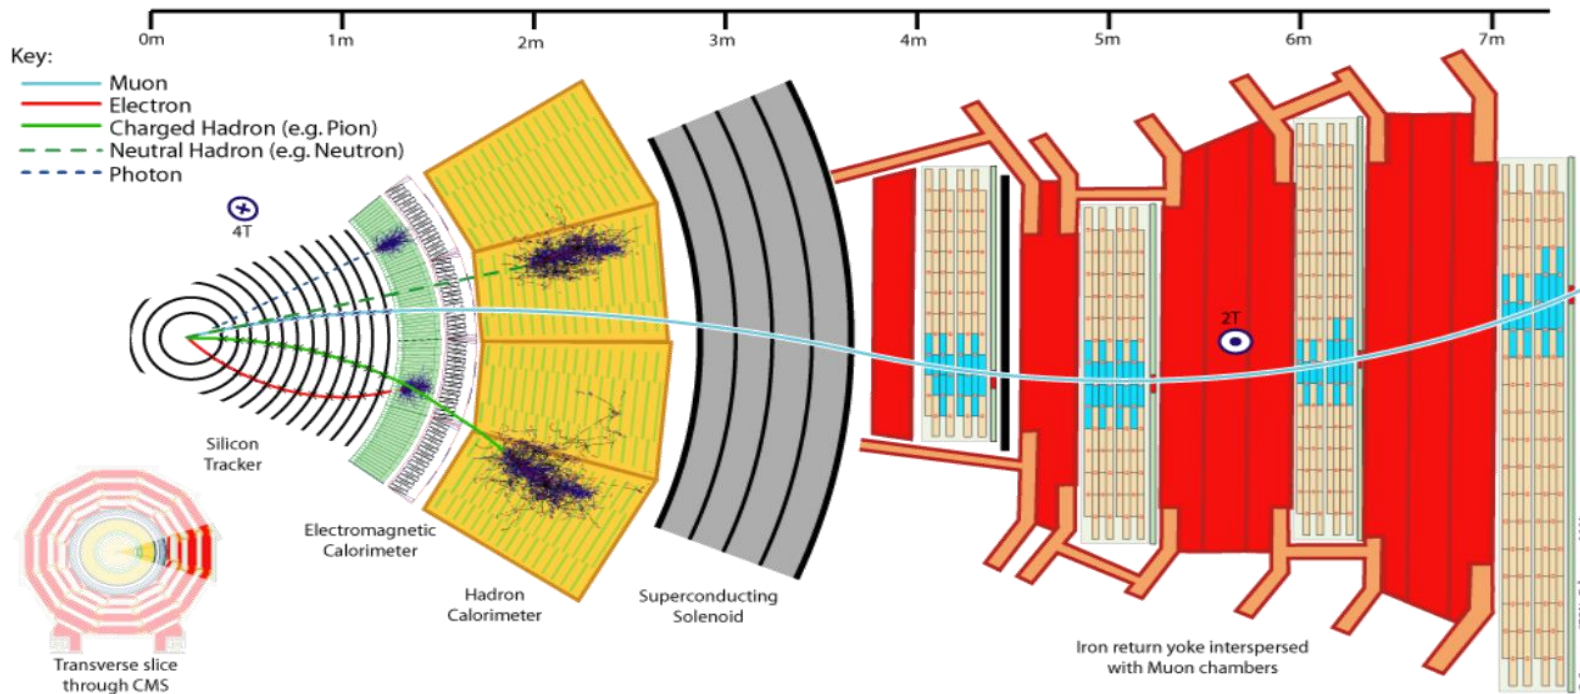 0m 1m 2m 3m 4m 5m 6m 7m
Key:
Muon
Electron
Charged Hadron (e.g. Pion)
Neutral Hadron (e.g. Neutron)
Photon
4T
2T
Silicon
Tracker
Electromagnetic
Calorimeter
Hadron
Calorimeter
Superconducting
Solenoid
Iron return yoke interspersed
with Muon chambers
Transverse slice
through CMS